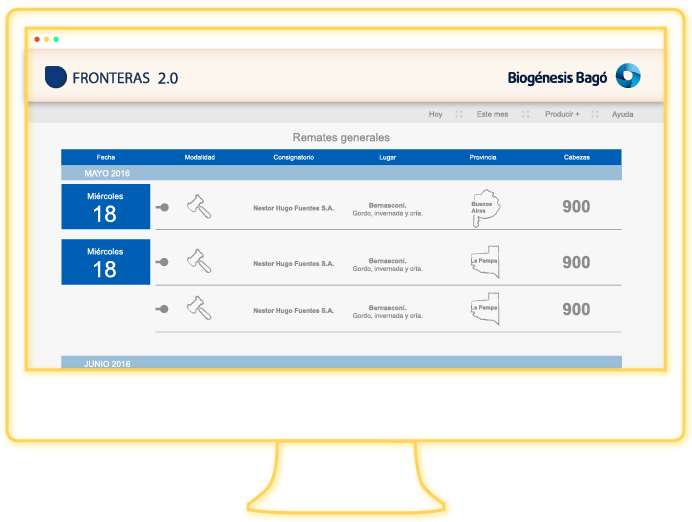 FRONTERAS 2.0
Biogénesis Bagó
Hoy Este mes Producir + Ayuda
Remates generales
Fecha Modalidad Consignatorio Lugar Provincia Cabezas
MAYO 2016
Miércoles
18
Nestor Hugo Fuentes S.A.
Bernasconi.
Gordo, invernada y cría.
Buenos
Aires
900
Miércoles
18
Nestor Hugo Fuentes S.A.
Bernasconi.
Gordo, invernada y cría.
La Pampa
900
Nestor Hugo Fuentes S.A.
Bernasconi.
Gordo, invernada y cría.
La Pampa
900
JUNIO 2016